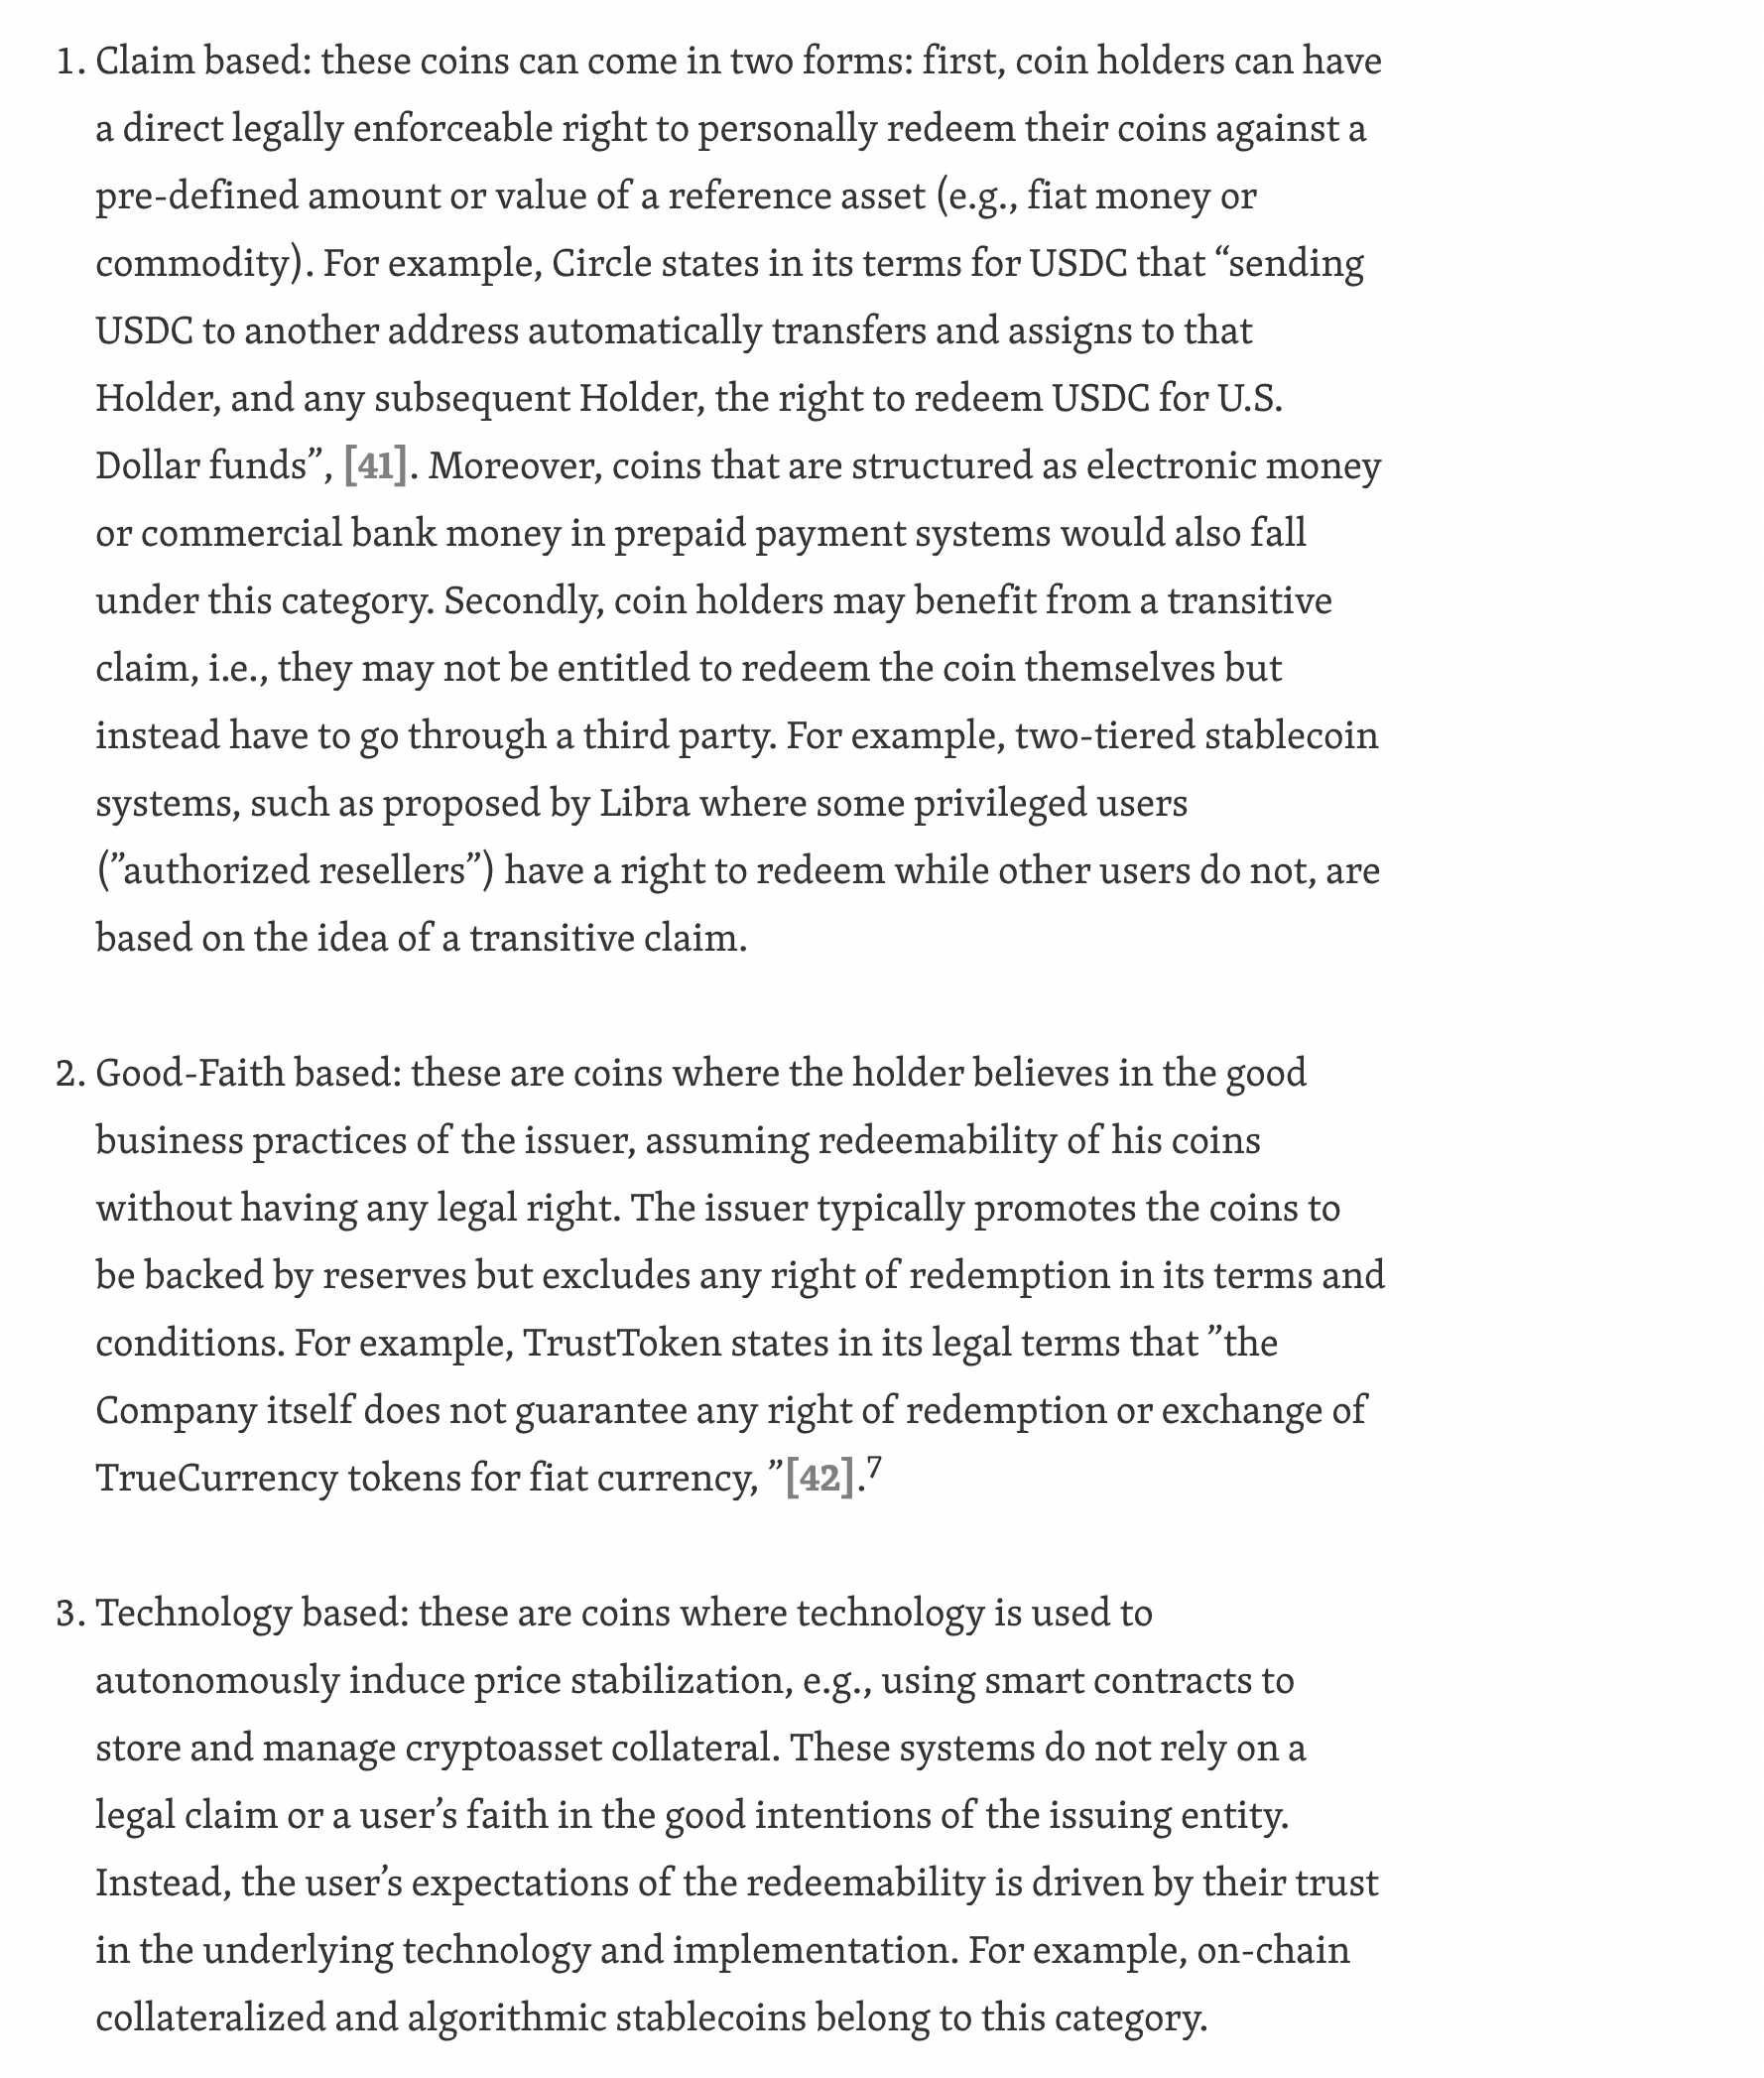 1. Claim based: these coins can come in two forms: first, coin holders can have
a direct legally enforceable right to personally redeem their coins against a
pre-defined amount or value of a reference asset (e.g., fiat money or
commodity). For example, Circle states in its terms for USDC that “sending
USDC to another address automatically transfers and assigns to that
Holder, and any subsequent Holder, the right to redeem USDC for U.S.
Dollar funds”, [41]. Moreover, coins that are structured as electronic money
or commercial bank money in prepaid payment systems would also fall
under this category. Secondly, coin holders may benefit from a transitive
claim, i.e., they may not be entitled to redeem the coin themselves but
instead have to go through a third party. For example, two-tiered stablecoin
systems, such as proposed by Libra where some privileged users
(”authorized resellers”) have a right to redeem while other users do not, are
based on the idea of a transitive claim.
2. Good-Faith based: these are coins where the holder believes in the good
business practices of the issuer, assuming redeemability of his coins
without having any legal right. The issuer typically promotes the coins to
be backed by reserves but excludes any right of redemption in its terms and
conditions. For example, TrustToken states in its legal terms that ”the
Company itself does not guarantee any right of redemption or exchange of
TrueCurrency tokens for fiat currency, ”[42].⁷
3. Technology based: these are coins where technology is used to
autonomously induce price stabilization, e.g., using smart contracts to
store and manage cryptoasset collateral. These systems do not rely on a
legal claim or a user’s faith in the good intentions of the issuing entity.
Instead, the user’s expectations of the redeemability is driven by their trust
in the underlying technology and implementation. For example, on-chain
collateralized and algorithmic stablecoins belong to this category.